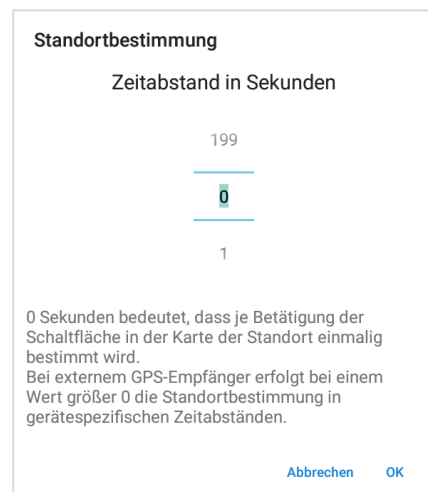 Standortbestimmung
Zeitabstand in Sekunden
199
0
1
0 Sekunden bedeutet, dass je Betätigung der
Schaltfläche in der Karte der Standort einmalig
bestimmt wird.
Bei externem GPS-Empfänger erfolgt bei einem
Wert größer 0 die Standortbestimmung in
gerätespezifischen Zeitabständen.
Abbrechen OK